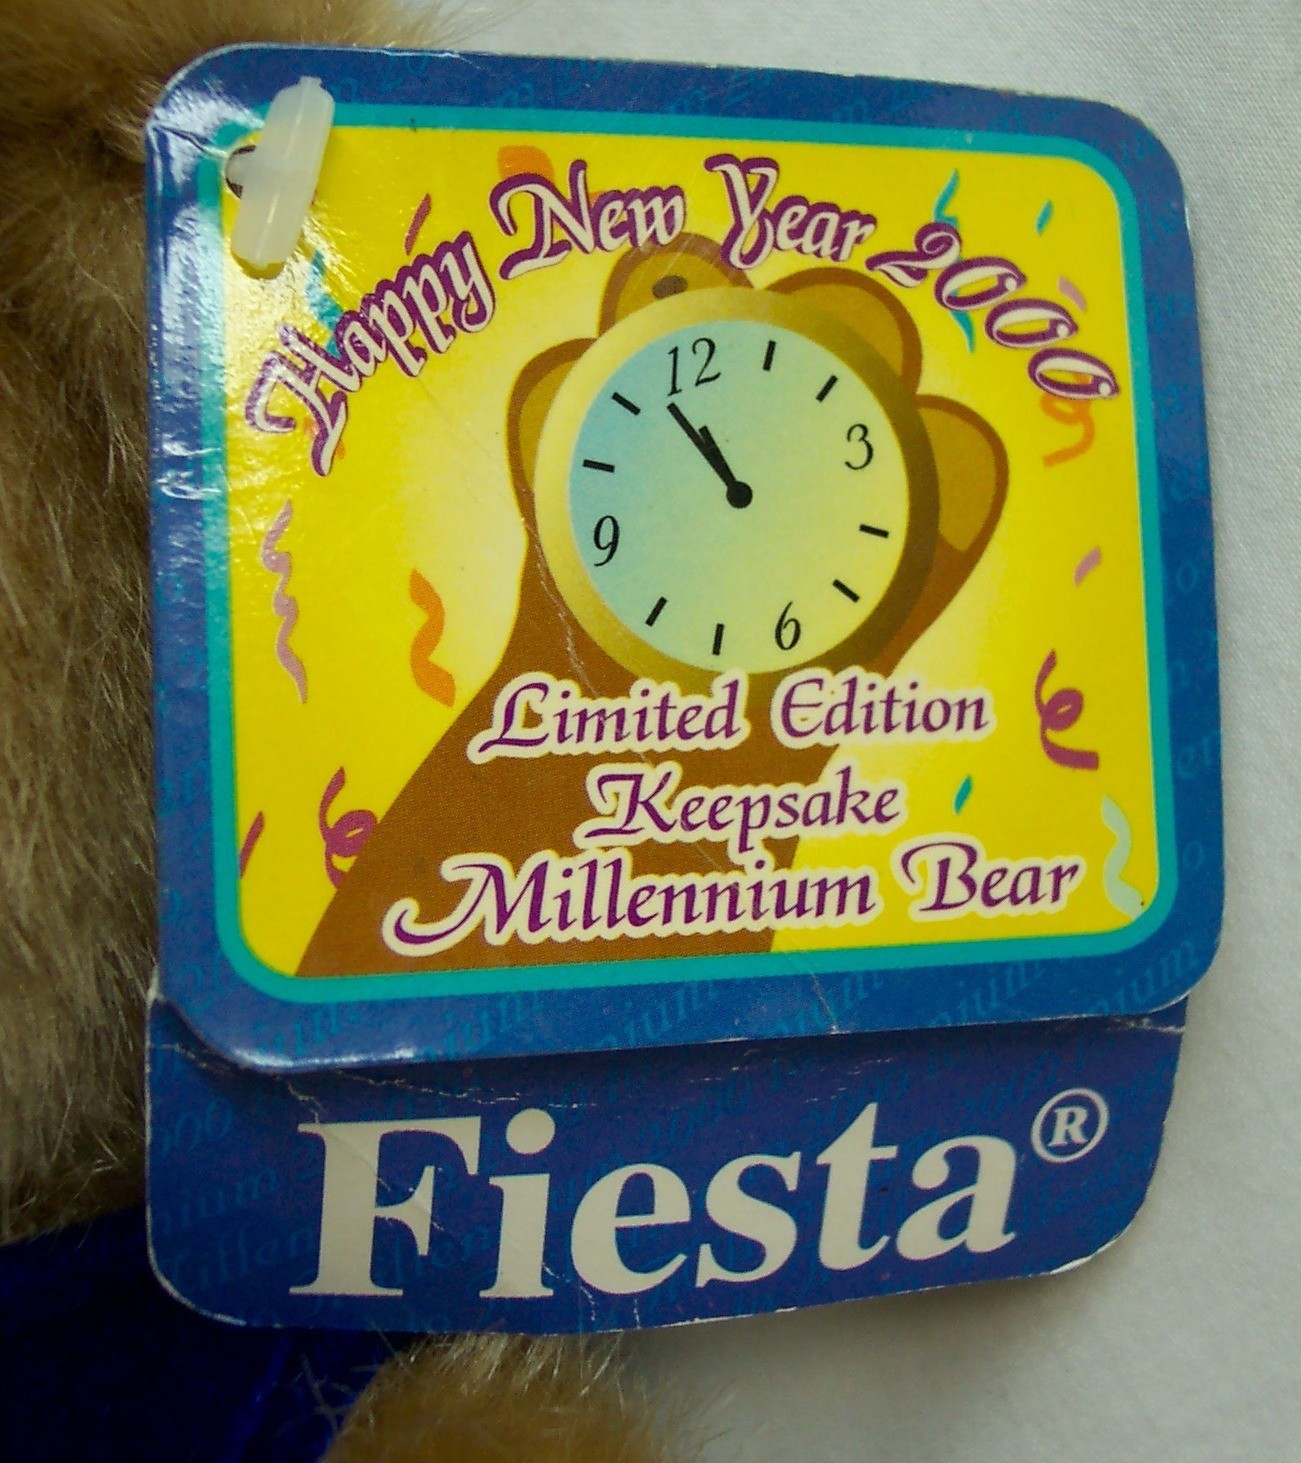 Happy New Year 2000
12
3
9
6
Limited Edition
Keepsake
Millennium Bear
Fiesta®